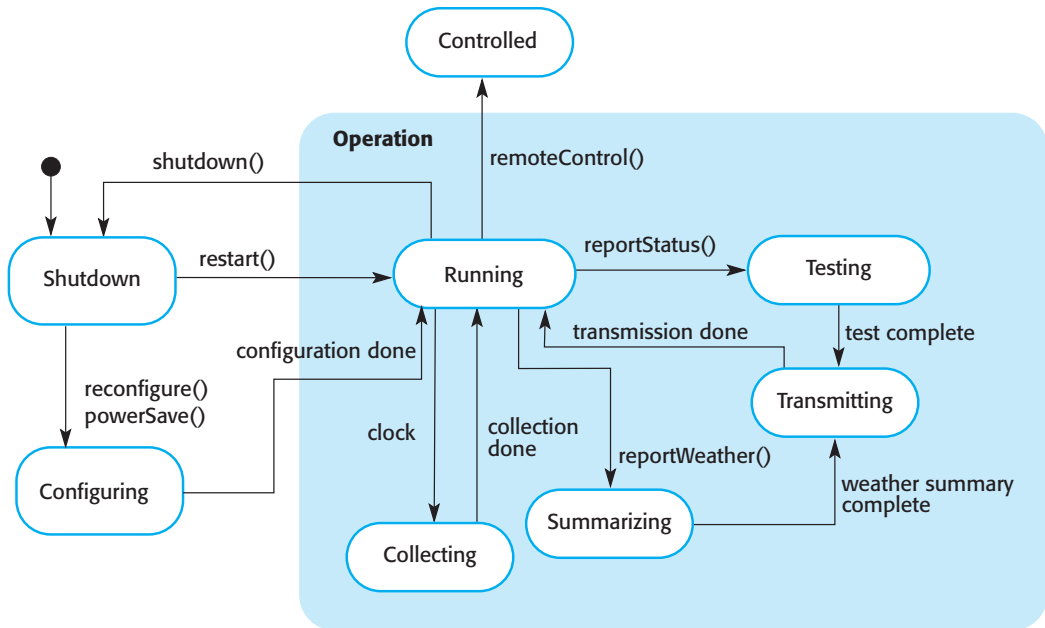 Controlled
Operation
shutdown()
remoteControl()
Shutdown
restart()
Running
reportStatus()
Testing
configuration done
transmission done
test complete
reconfigure()
powerSave()
clock
collection
done
Transmitting
reportWeather()
weather summary
complete
Configuring
Summarizing
Collecting